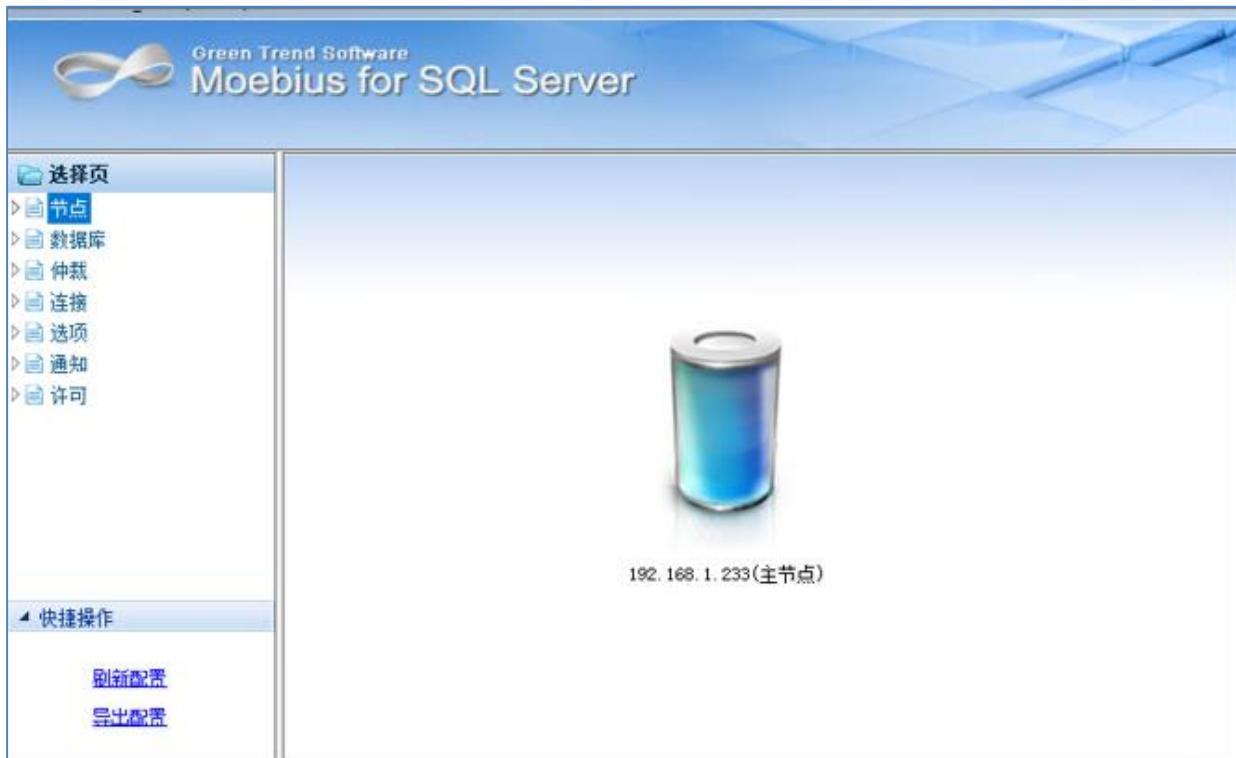 Green Trend Software
Moebius for SQL Server
选择页
节点
数据库
仲裁
连接
选项
通知
许可
192.168.1.233(主节点)
快捷操作
刷新配置
导出配置